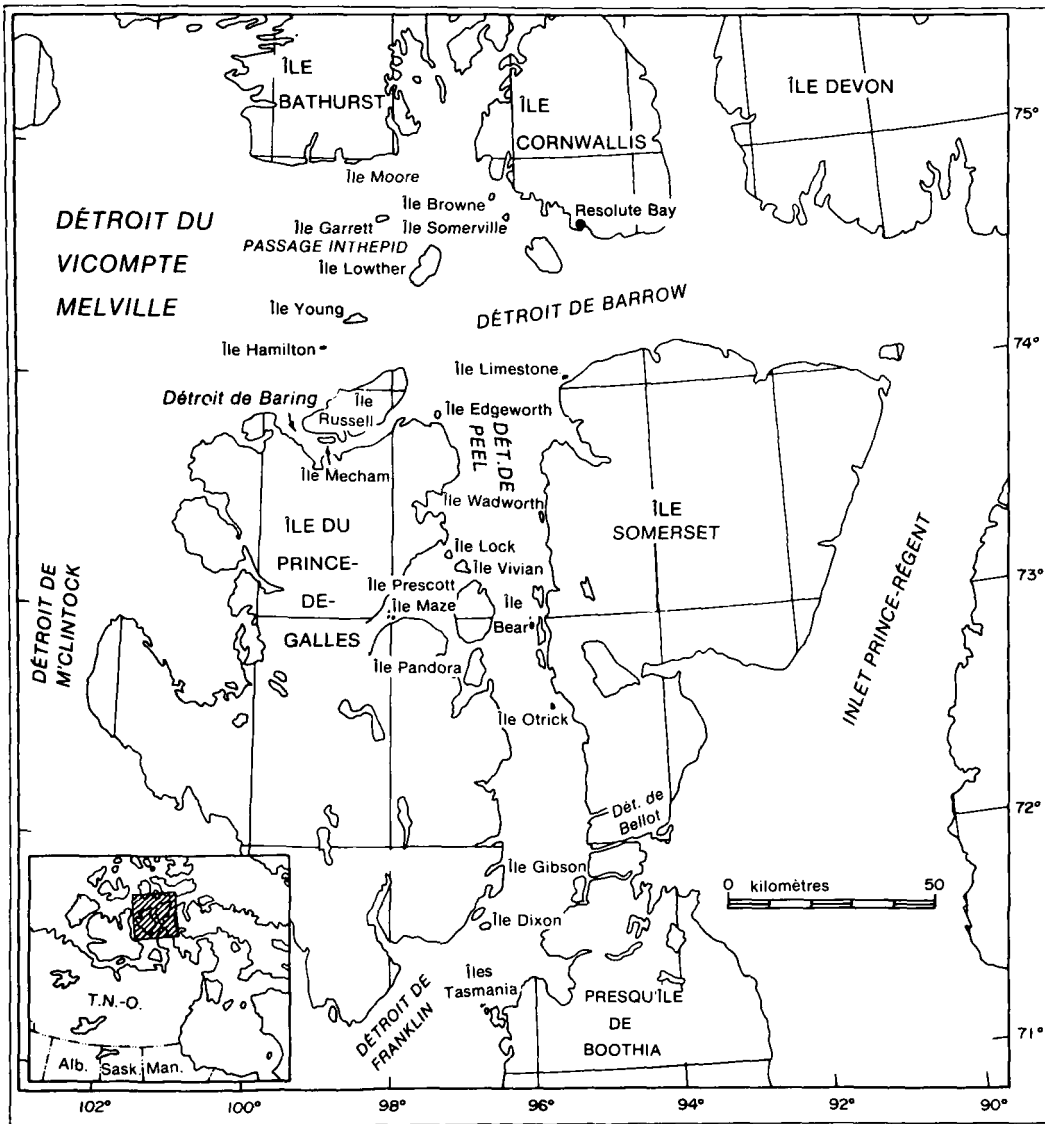 ÎLE
BATHURST
ÎLE
CORNWALLIS
ÎLE DEVON
75°
Île Moore
Île Browne
Resolute Bay
Île Garrett
Île Somerville
PASSAGE INTREPID
Île Lowther
DÉTROIT DU
VICOMPTE
MELVILLE
DÉTROIT DE BARROW
Île Young
74°
Île Hamilton
Île Limestone
Détroit de Baring
Île
Russell
Île Edgeworth
DÉT. DE
PEEL
Île Mecham
Île Wadworth
ÎLE
SOMERSET
ÎLE DU
PRINCE-
DE-
GALLES
Île Lock
Île Vivian
73°
Île Prescott
Île Maze
Île
Bear
Île Pandora
DÉTROIT DE
M'CLINTOCK
INLET PRINCE-RÉGENT
Île Otrick
72°
Dét. de
Bellot
Île Gibson
0 kilomètres 50
Île Dixon
Îles
Tasmania
DÉTROIT DE
FRANKLIN
PRESQU'ÎLE
DE
BOOTHIA
71°
T.N.-O.
Alb. Sask. Man.
102° 100° 98° 96° 94° 92° 90°